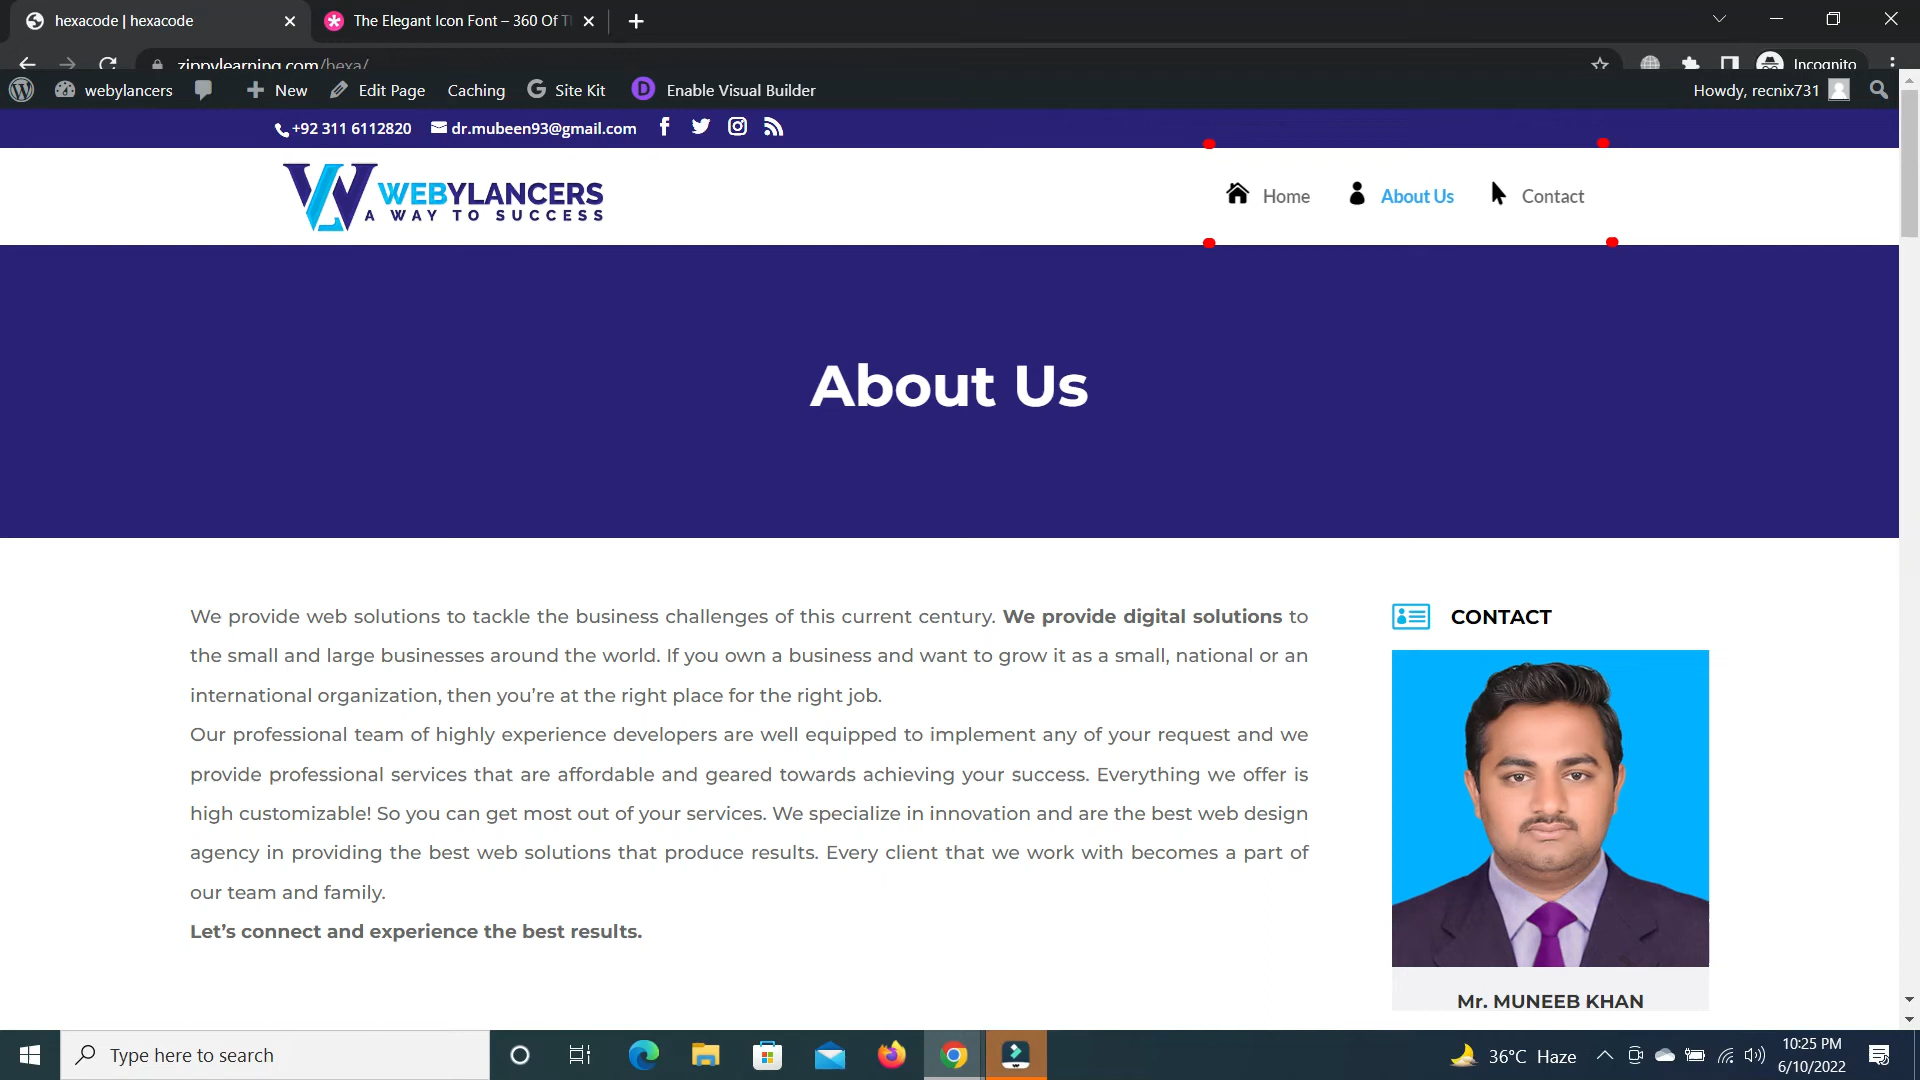 hexacode | hexacode
The Elegant Icon Font – 360 Of T
zippylearning.com/hexa/
Incognito
webylancers
New
Edit Page
Caching
Site Kit
Enable Visual Builder
Howdy, recnix731
+92 311 6112820
dr.mubeen93@gmail.com
WEBYLANCERS
A WAY TO SUCCESS
Home
About Us
Contact
About Us
We provide web solutions to tackle the business challenges of this current century. We provide digital solutions to
the small and large businesses around the world. If you own a business and want to grow it as a small, national or an
international organization, then you’re at the right place for the right job.
Our professional team of highly experience developers are well equipped to implement any of your request and we
provide professional services that are affordable and geared towards achieving your success. Everything we offer is
high customizable! So you can get most out of your services. We specialize in innovation and are the best web design
agency in providing the best web solutions that produce results. Every client that we work with becomes a part of
our team and family.
Let’s connect and experience the best results.
CONTACT
Mr. MUNEEB KHAN
Type here to search
36°C Haze
10:25 PM
6/10/2022